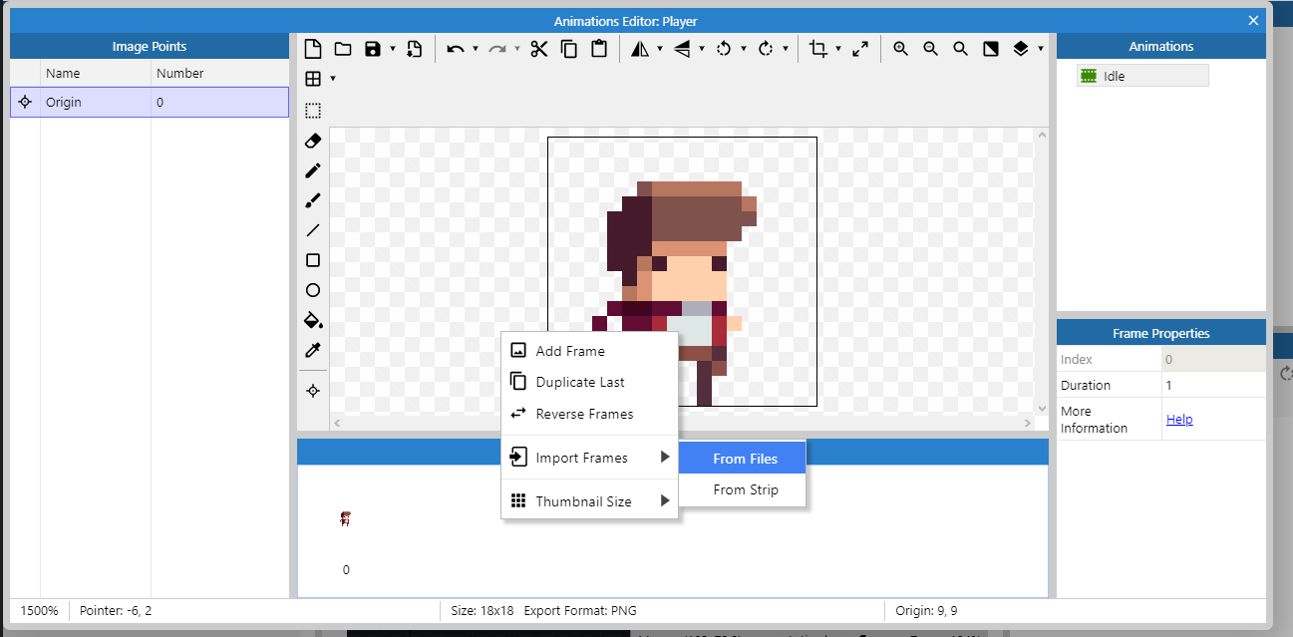 Animations Editor: Player
Image Points
Name Number
Origin 0
Animations
Idle
Frame Properties
Index 0
Duration 1
More
Information
Help
Add Frame
Duplicate Last
Reverse Frames
Import Frames
Thumbnail Size
From Files
From Strip
0
1500% Pointer: -6, 2 Size: 18x18 Export Format: PNG Origin: 9, 9